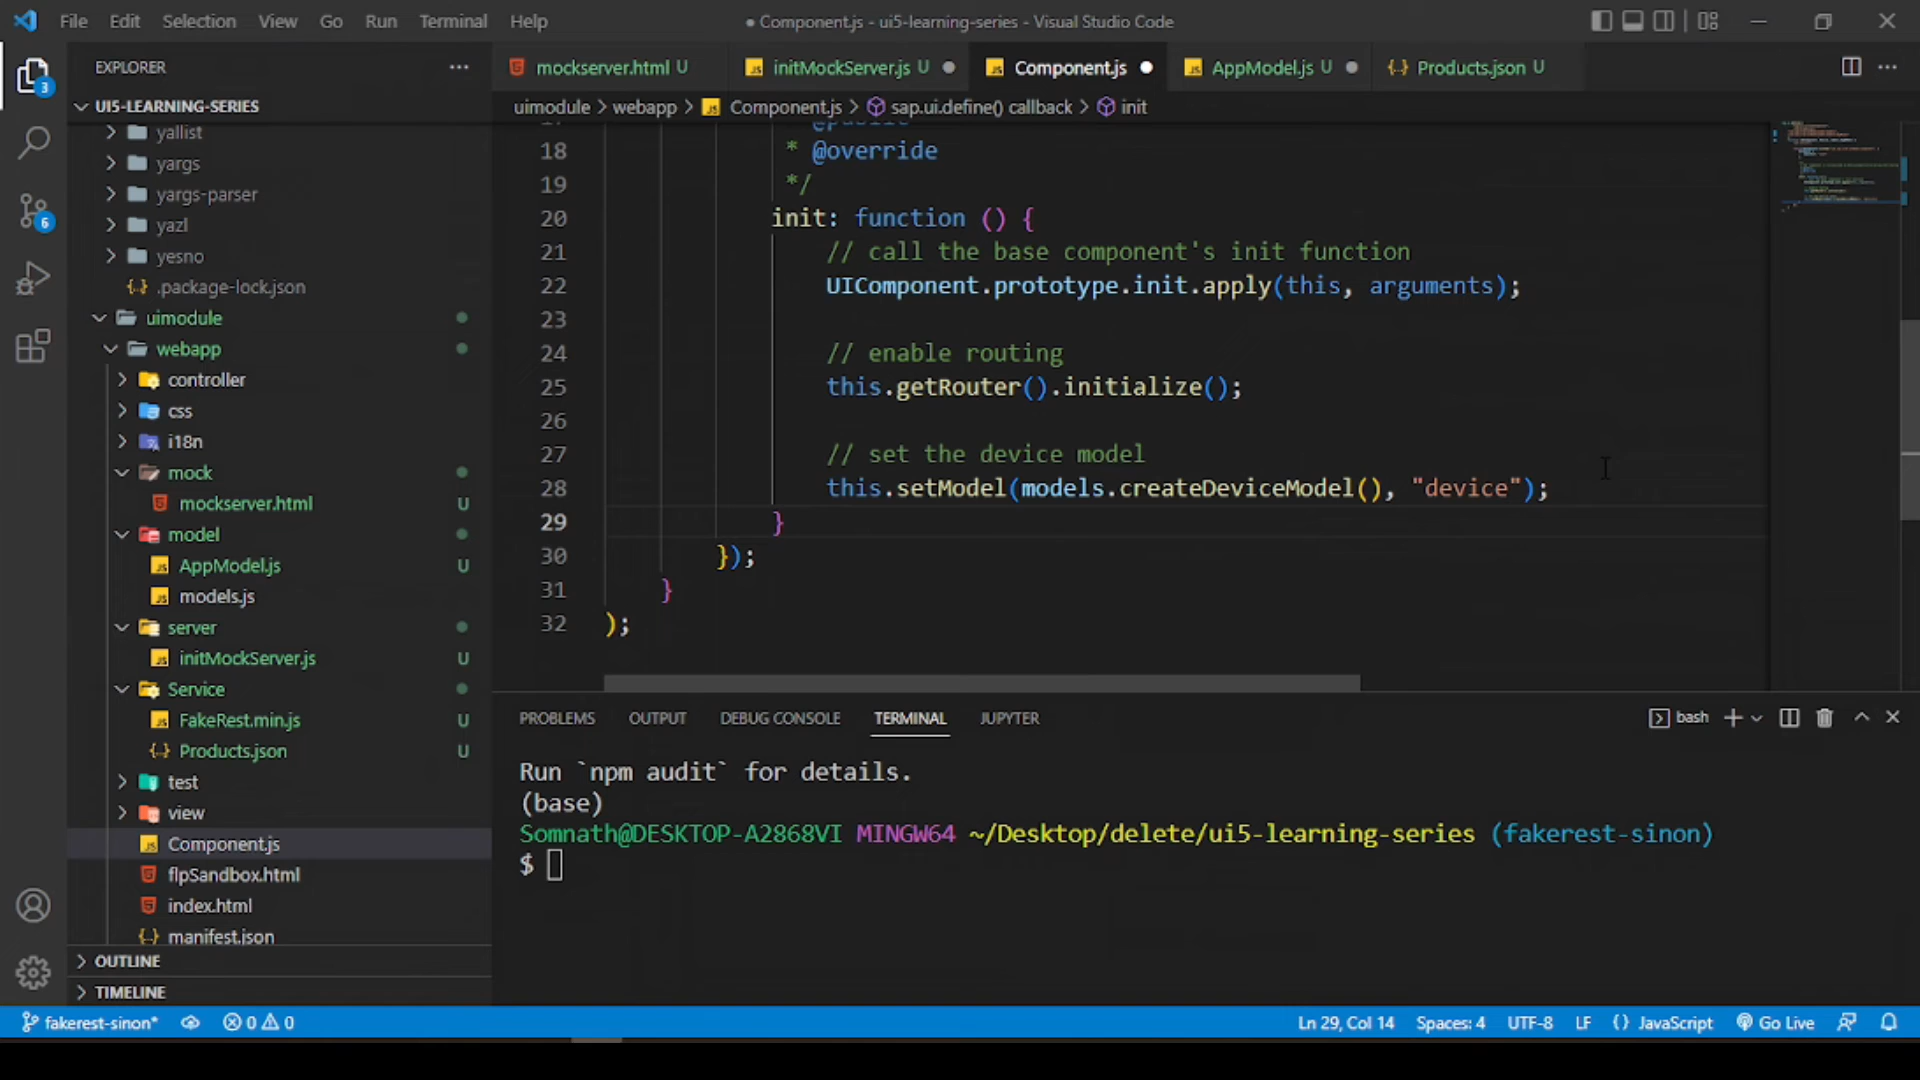 File Edit Selection View Go Run Terminal Help
● Component.js - ui5-learning-series - Visual Studio Code
EXPLORER ...
mockserver.html U
initMockServer.js U ●
Component.js ●
AppModel.js U ●
Products.json U
uimodule > webapp > Component.js > sap.ui.define() callback > init
3
6
UI5-LEARNING-SERIES
yallist
yargs
yargs-parser
yazl
yesno
.package-lock.json
uimodule
webapp
controller
css
i18n
mock
mockserver.html U
model
AppModel.js U
models.js
server
initMockServer.js U
Service
FakeRest.min.js U
Products.json U
test
view
Component.js
flpSandbox.html
index.html
manifest.json
OUTLINE
TIMELINE
17 @public
18 * @override
19 */
20 init: function () {
21 // call the base component's init function
22 UIComponent.prototype.init.apply(this, arguments);
23
24 // enable routing
25 this.getRouter().initialize();
26
27 // set the device model
28 this.setModel(models.createDeviceModel(), "device");
29 }
30 });
31 }
32 );
PROBLEMS OUTPUT DEBUG CONSOLE TERMINAL JUPYTER
bash
Run `npm audit` for details.
(base)
Somnath@DESKTOP-A2868VI MINGW64 ~/Desktop/delete/ui5-learning-series (fakerest-sinon)
$
fakerest-sinon* 0 0
Ln 29, Col 14 Spaces: 4 UTF-8 LF {} JavaScript Go Live